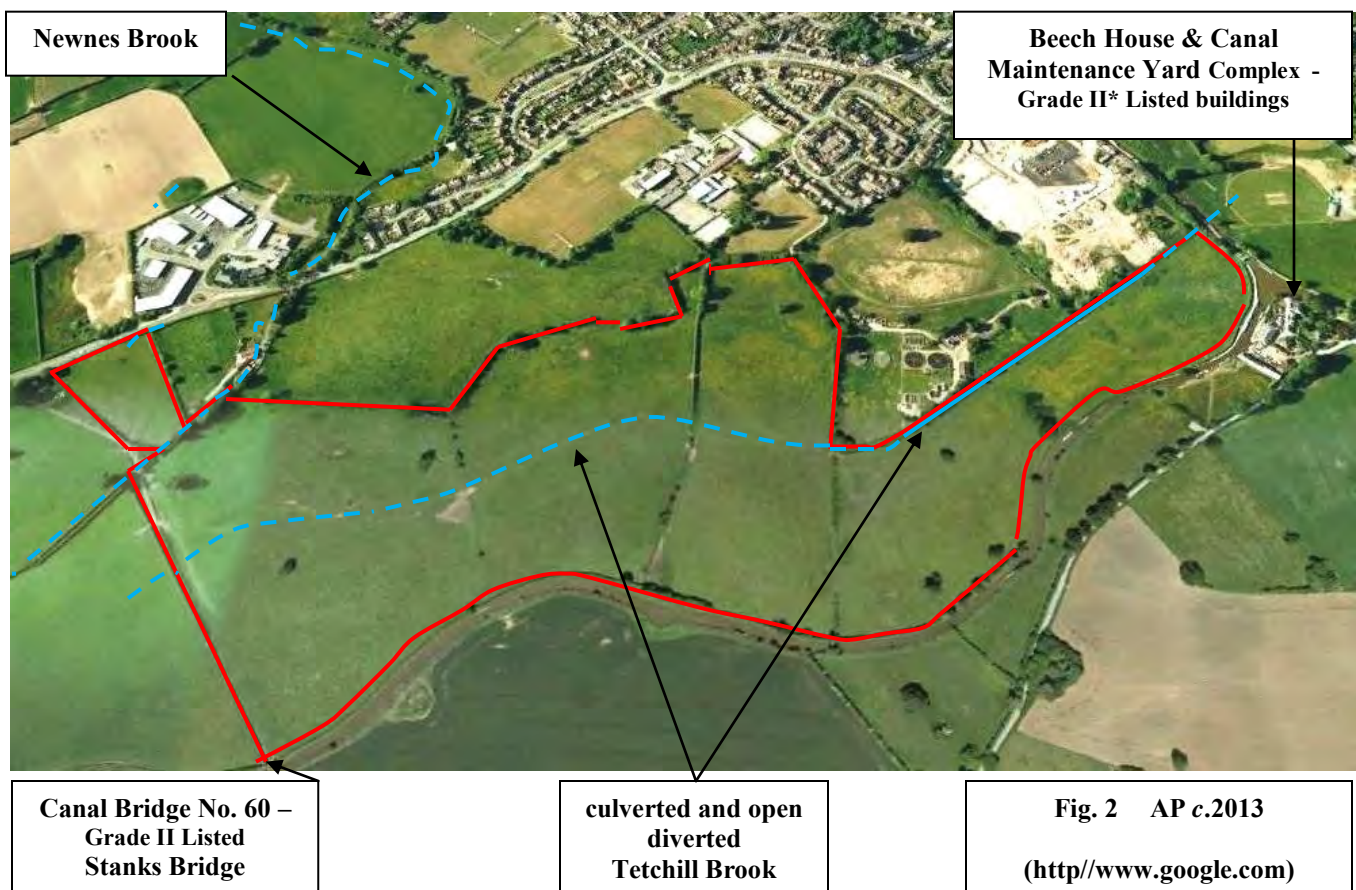 Newnes Brook
Beech House & Canal
Maintenance Yard Complex -
Grade II* Listed buildings
Canal Bridge No. 60 –
Grade II Listed
Stanks Bridge
culverted and open
diverted
Tetchill Brook
Fig. 2 AP c.2013
(http//www.google.com)